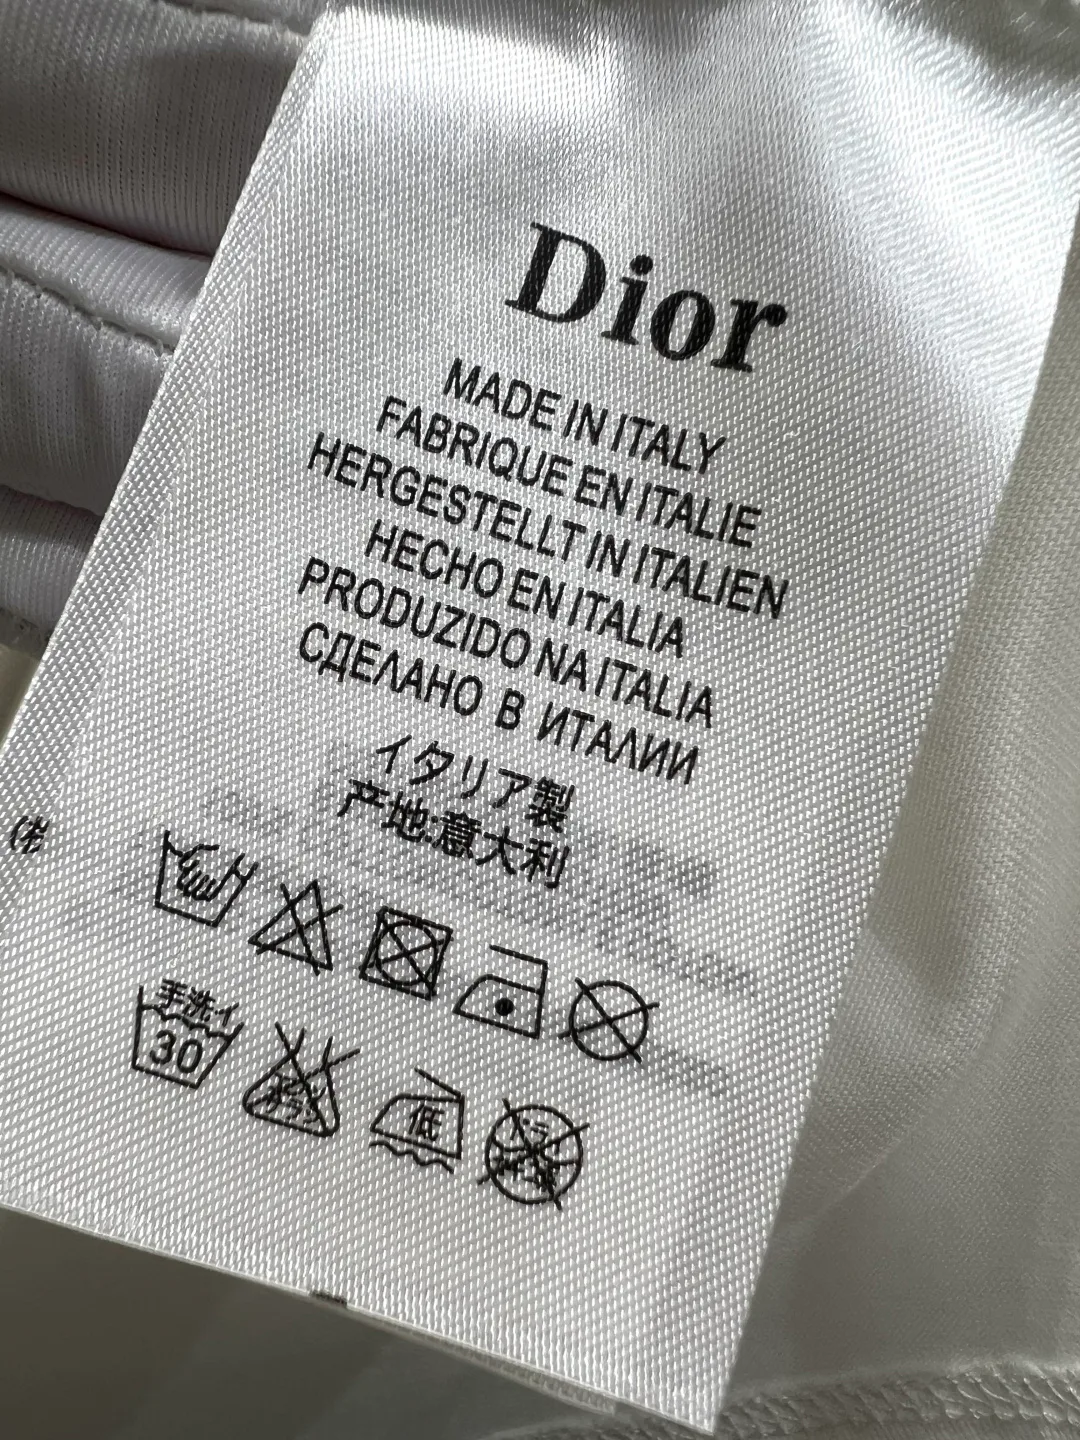 Dior
MADE IN ITALY
FABRIQUE EN ITALIE
HERGESTELLT IN ITALIEN
HECHO EN ITALIA
PRODUZIDO NA ITALIA
СДЕЛАНО В ИТАЛИИ
イタリア製
产地:意大利
手洗イ
30
低